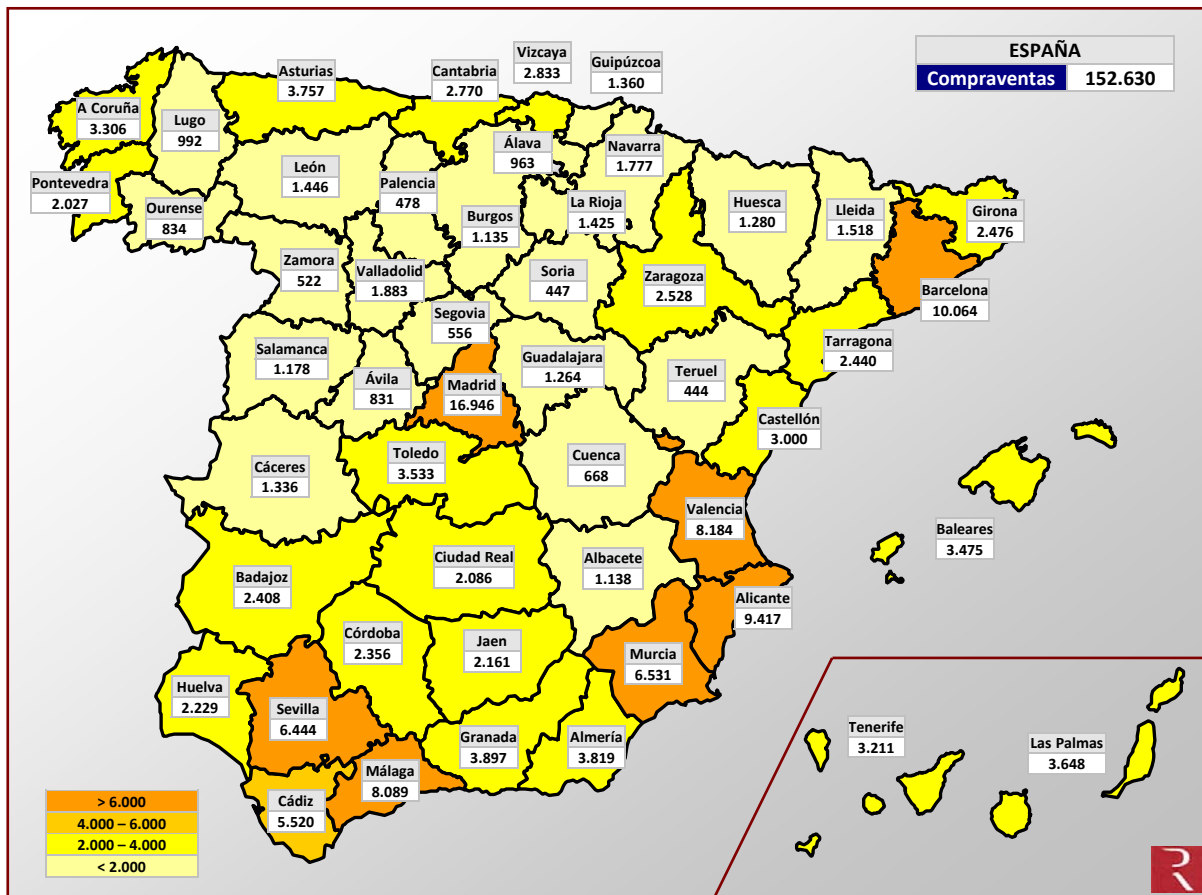 ESPAÑA
Compraventas 152.630
Vizcaya
2.833
Guipúzcoa
1.360
Asturias
3.757
Cantabria
2.770
A Coruña
3.306
Lugo
992
Álava
963
Navarra
1.777
León
1.446
Palencia
478
Pontevedra
2.027
Ourense
834
Burgos
1.135
La Rioja
1.425
Huesca
1.280
Lleida
1.518
Girona
2.476
Zamora
522
Valladolid
1.883
Soria
447
Zaragoza
2.528
Barcelona
10.064
Segovia
556
Salamanca
1.178
Ávila
831
Madrid
16.946
Guadalajara
1.264
Teruel
444
Tarragona
2.440
Castellón
3.000
Cáceres
1.336
Toledo
3.533
Cuenca
668
Valencia
8.184
Baleares
3.475
Badajoz
2.408
Ciudad Real
2.086
Albacete
1.138
Alicante
9.417
Córdoba
2.356
Jaen
2.161
Murcia
6.531
Huelva
2.229
Sevilla
6.444
Granada
3.897
Almería
3.819
Málaga
8.089
Cádiz
5.520
Tenerife
3.211
Las Palmas
3.648
> 6.000
4.000 – 6.000
2.000 – 4.000
< 2.000
R